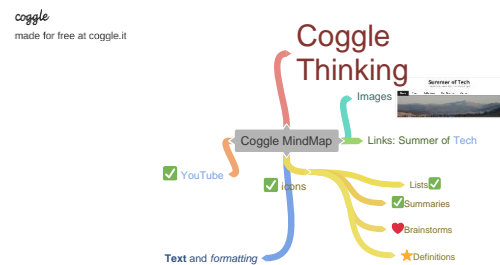 coggle
made for free at coggle.it
Coggle
Thinking
Summer of Tech
Images
Coggle MindMap
Links: Summer of Tech
YouTube
icons
Lists
Summaries
Brainstorms
Definitions
Text and formatting